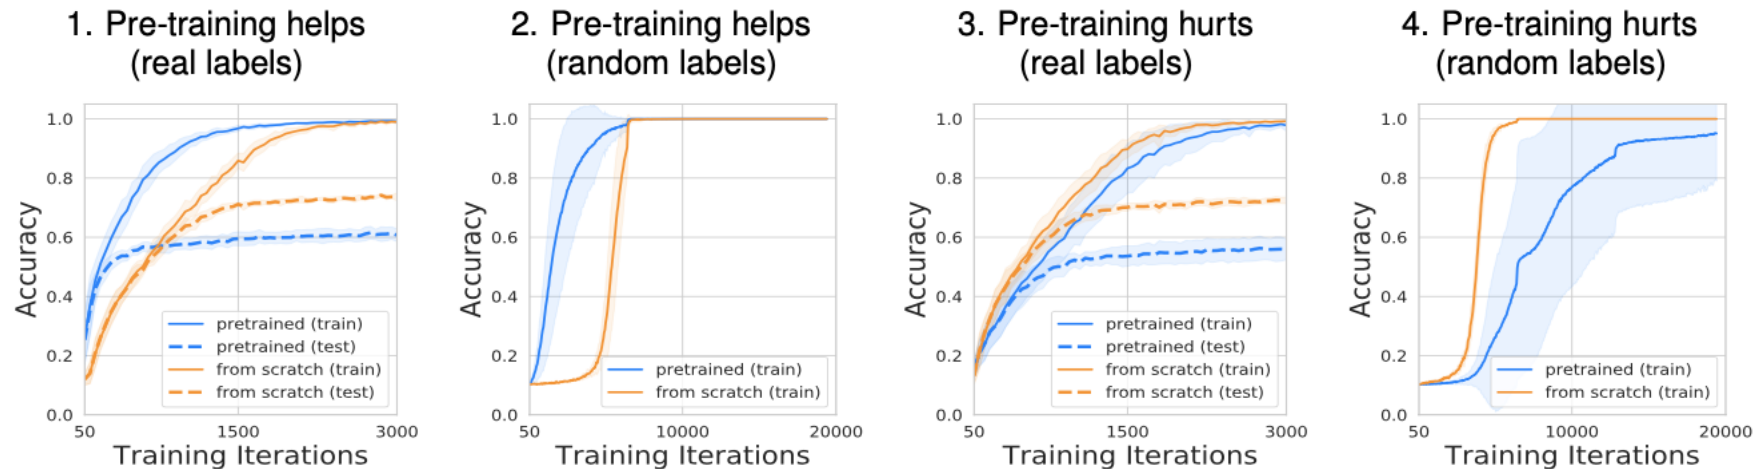 1. Pre-training helps
(real labels)
Accuracy
1.0
0.8
0.6
0.4
0.2
0.0
pretrained (train)
pretrained (test)
from scratch (train)
from scratch (test)
50
1500
3000
Training Iterations
2. Pre-training helps
(random labels)
Accuracy
1.0
0.8
0.6
0.4
0.2
0.0
pretrained (train)
from scratch (train)
50
10000
20000
Training Iterations
3. Pre-training hurts
(real labels)
Accuracy
1.0
0.8
0.6
0.4
0.2
0.0
pretrained (train)
pretrained (test)
from scratch (train)
from scratch (test)
50
1500
3000
Training Iterations
4. Pre-training hurts
(random labels)
Accuracy
1.0
0.8
0.6
0.4
0.2
0.0
pretrained (train)
from scratch (train)
50
10000
20000
Training Iterations